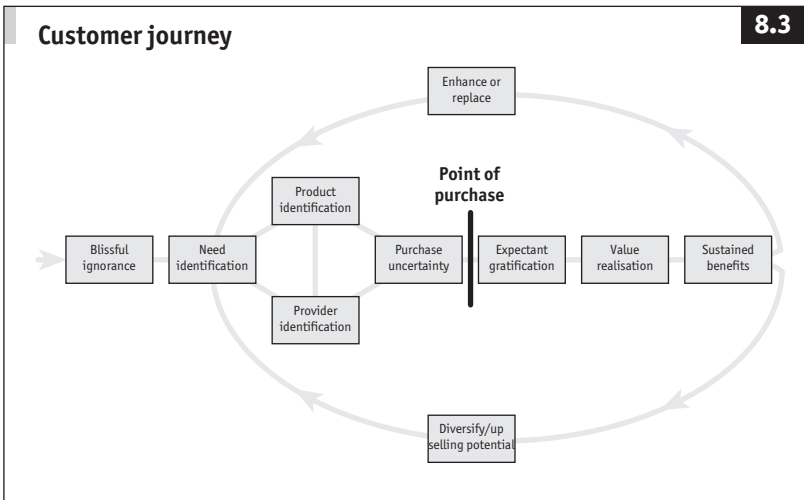 Customer journey
8.3
Enhance or
replace
Point of
purchase
Product
identification
Blissful
ignorance
Need
identification
Purchase
uncertainty
Expectant
gratification
Value
realisation
Sustained
benefits
Provider
identification
Diversify/up
selling potential